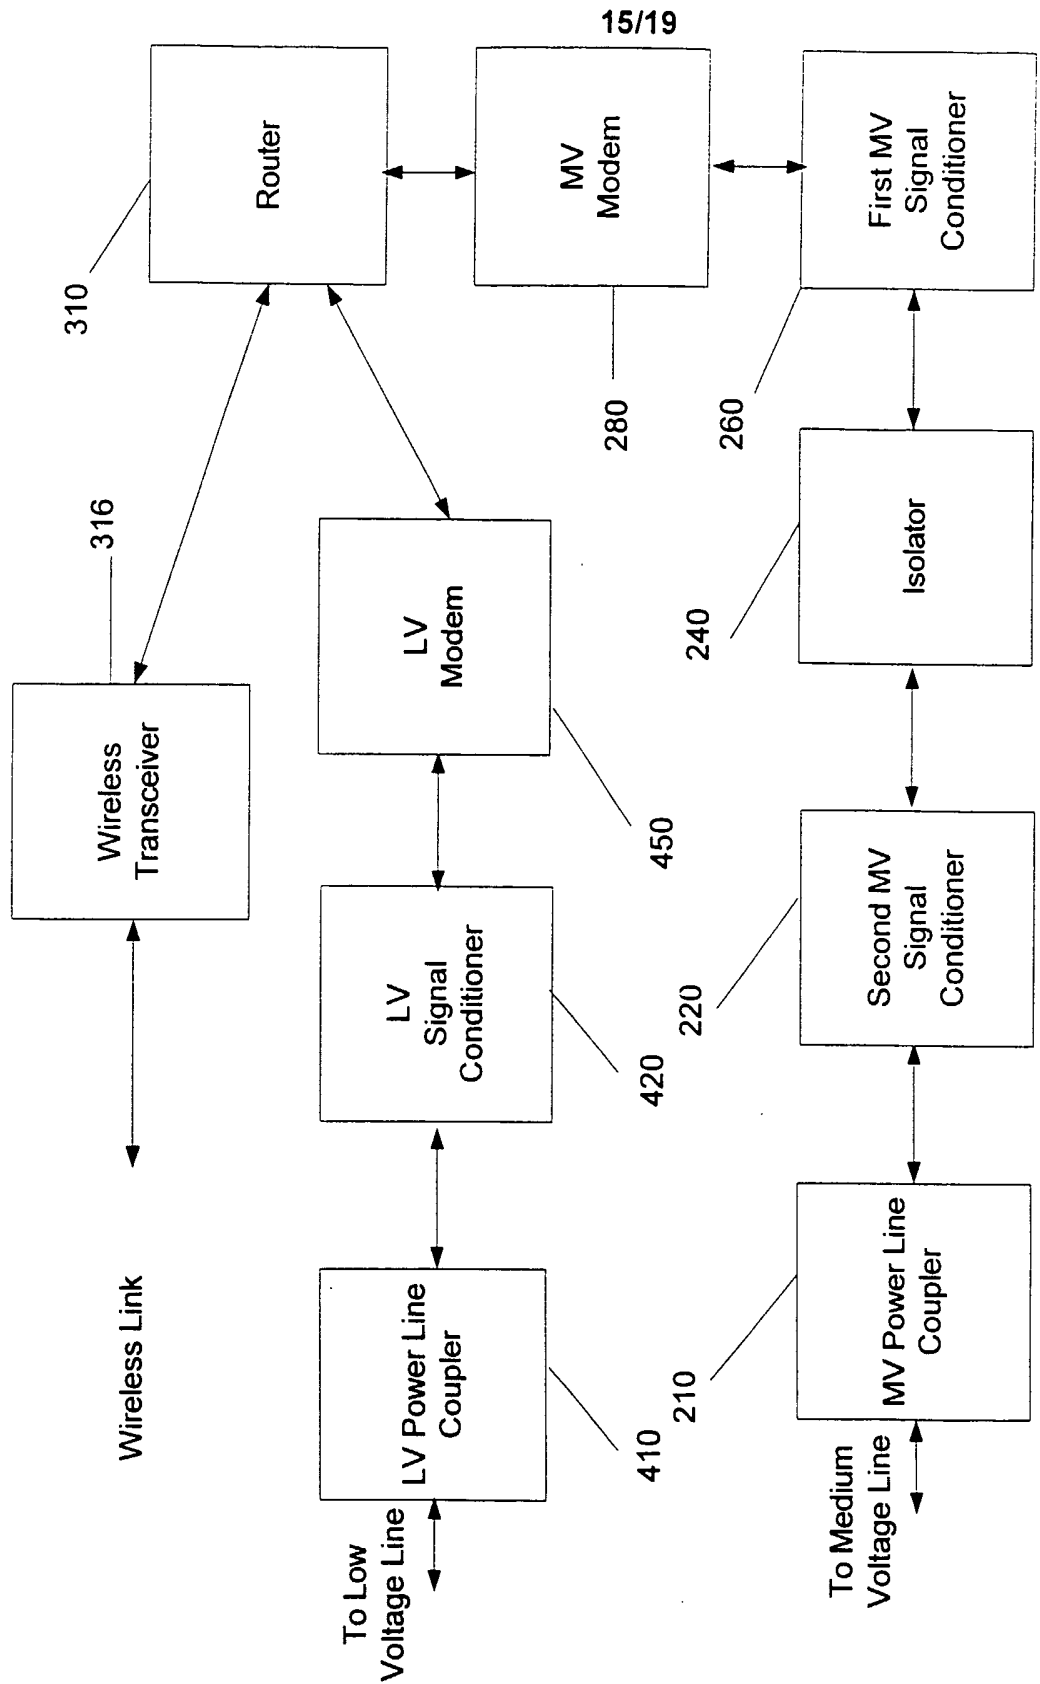 15/19
Wireless Link
Wireless
Transceiver
316
310
Router
To Low
Voltage Line
LV Power Line
Coupler
410
LV
Signal
Conditioner
420
LV
Modem
450
MV
Modem
280
To Medium
Voltage Line
MV Power Line
Coupler
210
Second MV
Signal
Conditioner
220
Isolator
240
First MV
Signal
Conditioner
260